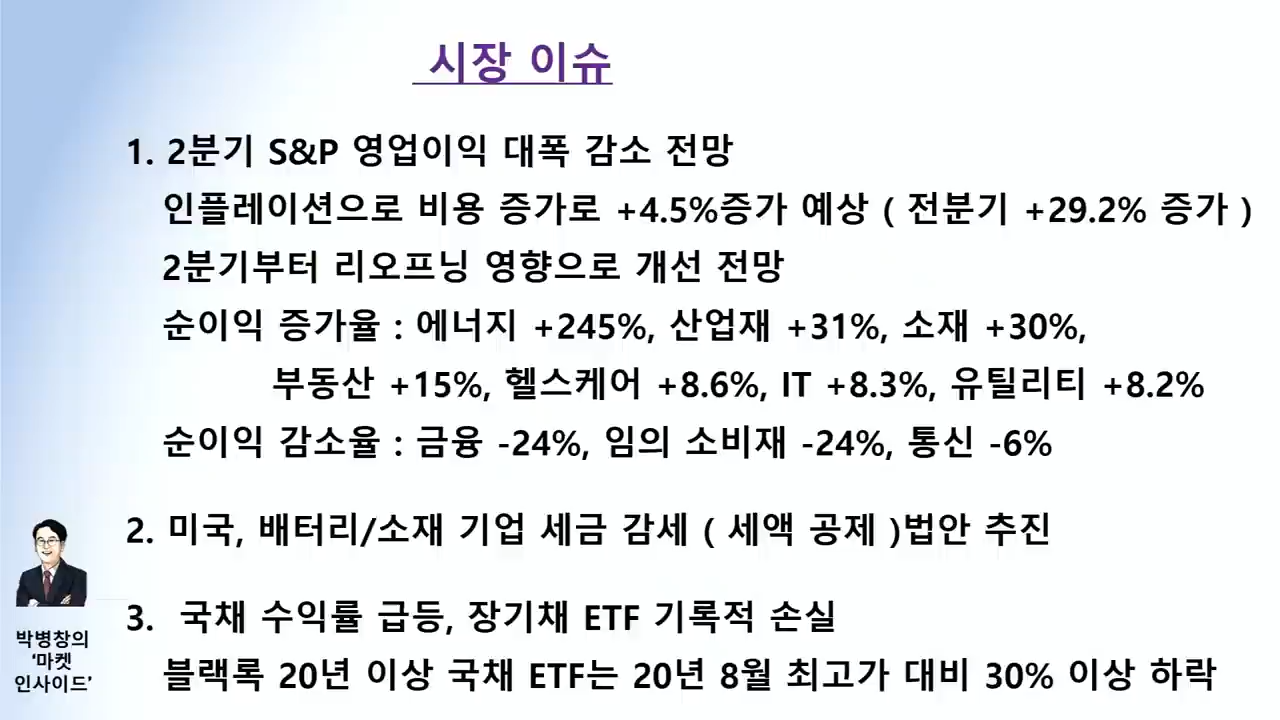 시장 이슈
1. 2분기 S&P 영업이익 대폭 감소 전망
인플레이션으로 비용 증가로 +4.5%증가 예상 ( 전분기 +29.2% 증가 )
2분기부터 리오프닝 영향으로 개선 전망
순이익 증가율 : 에너지 +245%, 산업재 +31%, 소재 +30%,
부동산 +15%, 헬스케어 +8.6%, IT +8.3%, 유틸리티 +8.2%
순이익 감소율 : 금융 -24%, 임의 소비재 -24%, 통신 -6%
2. 미국, 배터리/소재 기업 세금 감세 ( 세액 공제 )법안 추진
3. 국채 수익률 급등, 장기채 ETF 기록적 손실
블랙록 20년 이상 국채 ETF는 20년 8월 최고가 대비 30% 이상 하락
박병창의
‘마켓
인사이드’